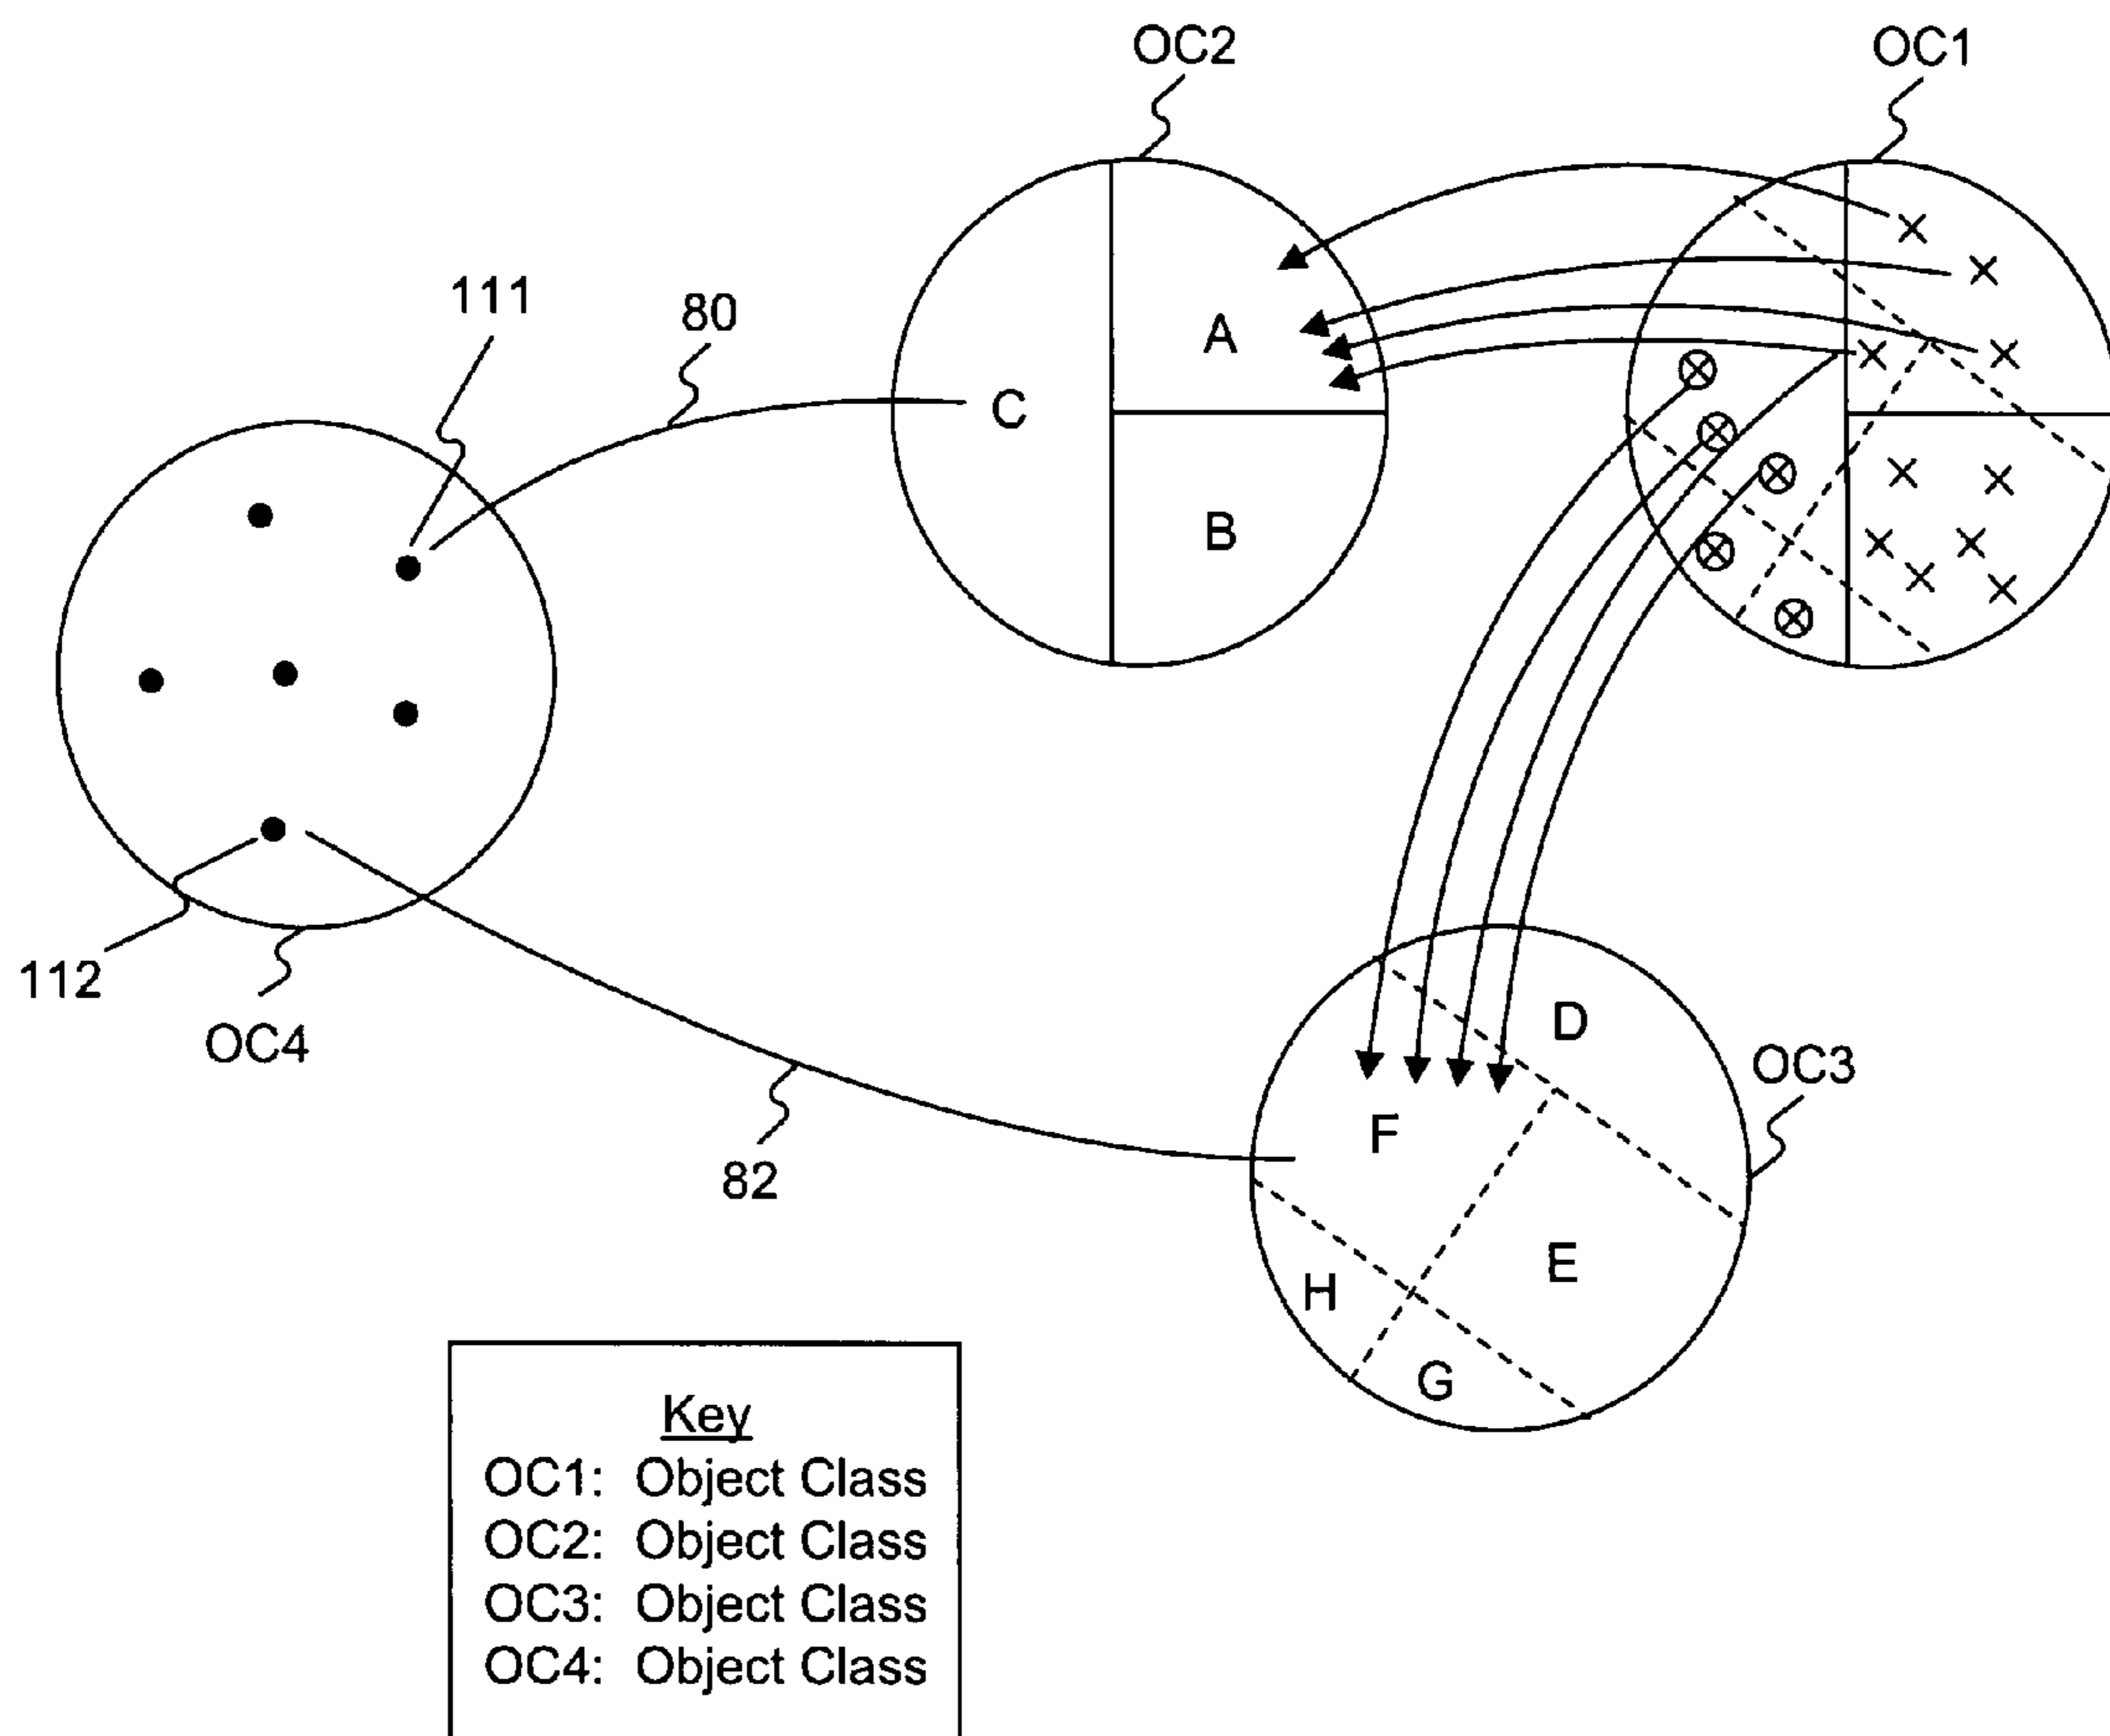 OC2
OC1
111
80
A
C
B
112
OC4
D
OC3
F
82
E
H
G
Key
OC1: Object Class
OC2: Object Class
OC3: Object Class
OC4: Object Class